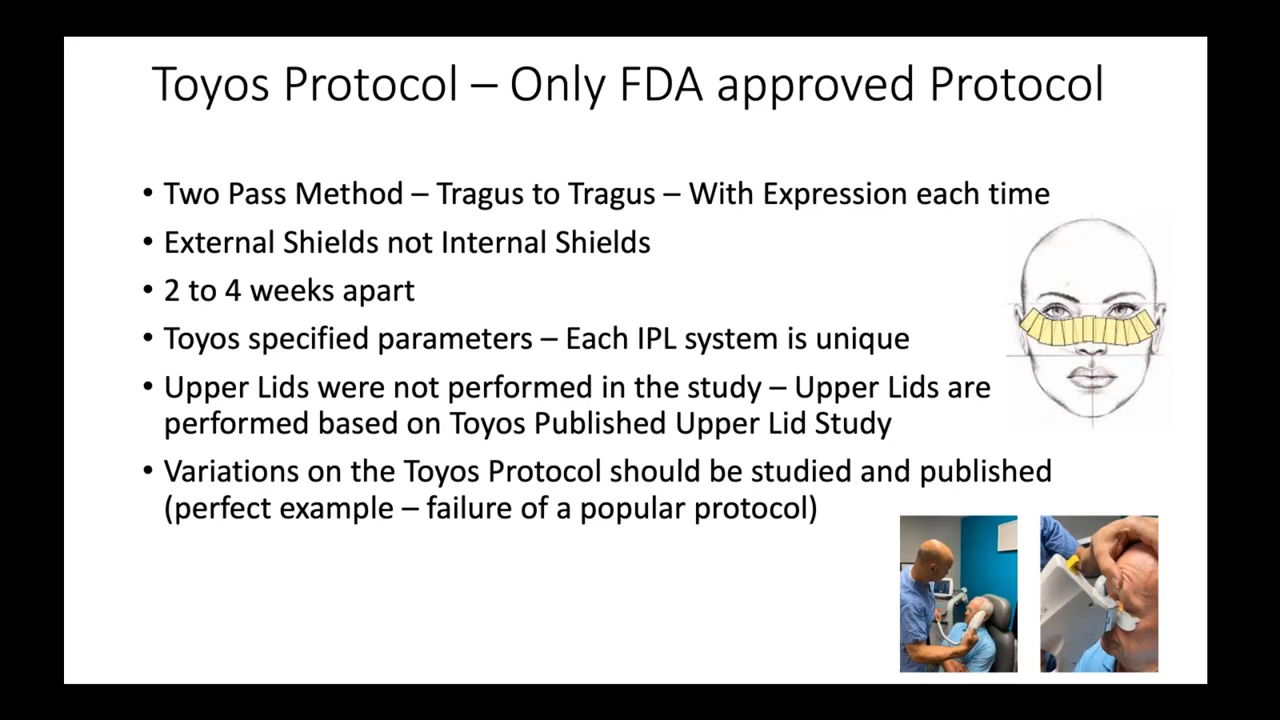 Toyos Protocol – Only FDA approved Protocol
• Two Pass Method – Tragus to Tragus – With Expression each time
• External Shields not Internal Shields
• 2 to 4 weeks apart
• Toyos specified parameters – Each IPL system is unique
• Upper Lids were not performed in the study – Upper Lids are
performed based on Toyos Published Upper Lid Study
• Variations on the Toyos Protocol should be studied and published
(perfect example – failure of a popular protocol)